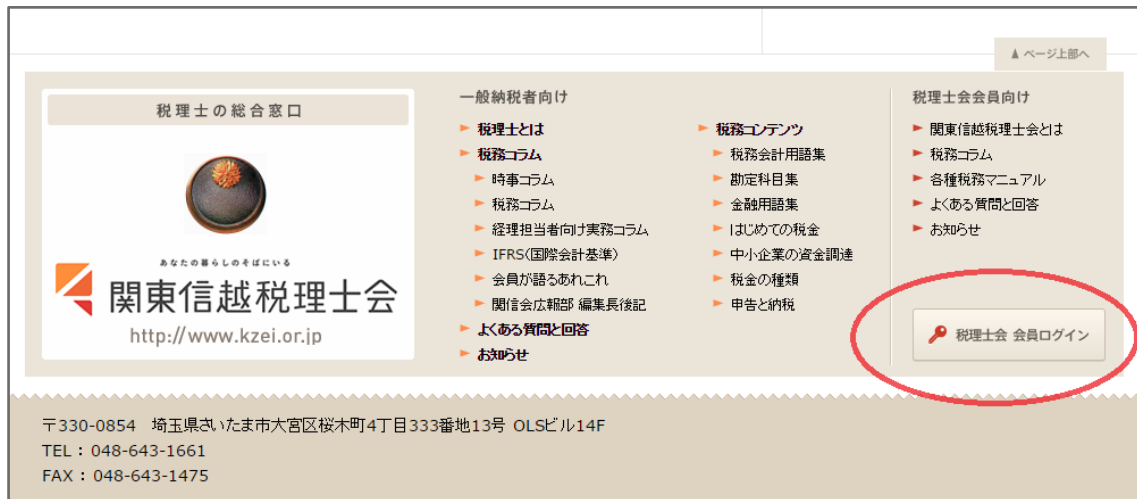 ▲ ページ上部へ
税理士の総合窓口
あなたの暮らしのそばにいる
関東信越税理士会
http://www.kzei.or.jp
一般納税者向け
► 税理士とは
► 税務コラム
► 時事コラム
► 税務コラム
► 経理担当者向け実務コラム
► IFRS(国際会計基準)
► 会員が語るあれこれ
► 関信会広報部 編集長後記
► よくある質問と回答
► お知らせ
► 税務コンテンツ
► 税務会計用語集
► 勘定科目集
► 金融用語集
► はじめての税金
► 中小企業の資金調達
► 税金の種類
► 申告と納税
税理士会会員向け
► 関東信越税理士会とは
► 税務コラム
► 各種税務マニュアル
► よくある質問と回答
► お知らせ
税理士会 会員ログイン
〒330-0854 埼玉県さいたま市大宮区桜木町4丁目333番地13号 OLSビル14F
TEL : 048-643-1661
FAX : 048-643-1475